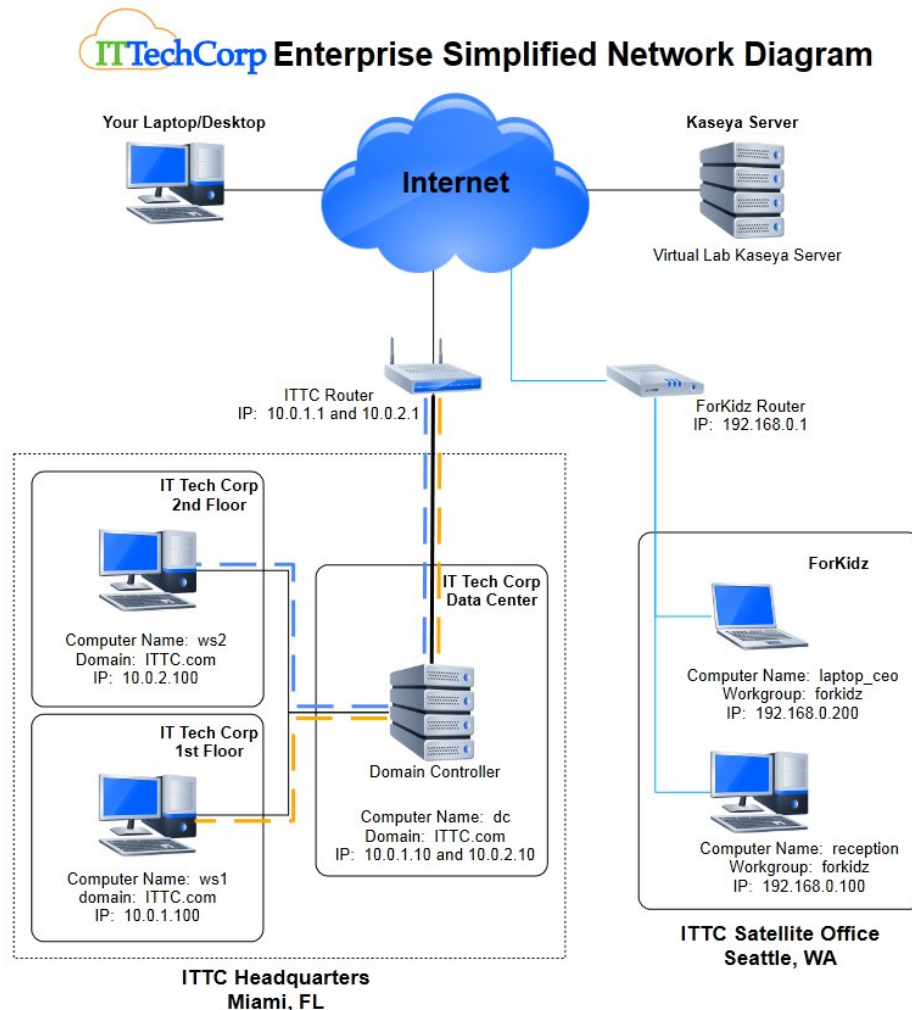 ITTechCorp Enterprise Simplified Network Diagram
Your Laptop/Desktop
Internet
Kaseya Server
Virtual Lab Kaseya Server
ITTC Router
IP: 10.0.1.1 and 10.0.2.1
ForKidz Router
IP: 192.168.0.1
IT Tech Corp
2nd Floor
Computer Name: ws2
Domain: ITTC.com
IP: 10.0.2.100
IT Tech Corp
1st Floor
Computer Name: ws1
domain: ITTC.com
IP: 10.0.1.100
IT Tech Corp
Data Center
Domain Controller
Computer Name: dc
Domain: ITTC.com
IP: 10.0.1.10 and 10.0.2.10
ITTC Headquarters
Miami, FL
ForKidz
Computer Name: laptop_ceo
Workgroup: forkidz
IP: 192.168.0.200
Computer Name: reception
Workgroup: forkidz
IP: 192.168.0.100
ITTC Satellite Office
Seattle, WA